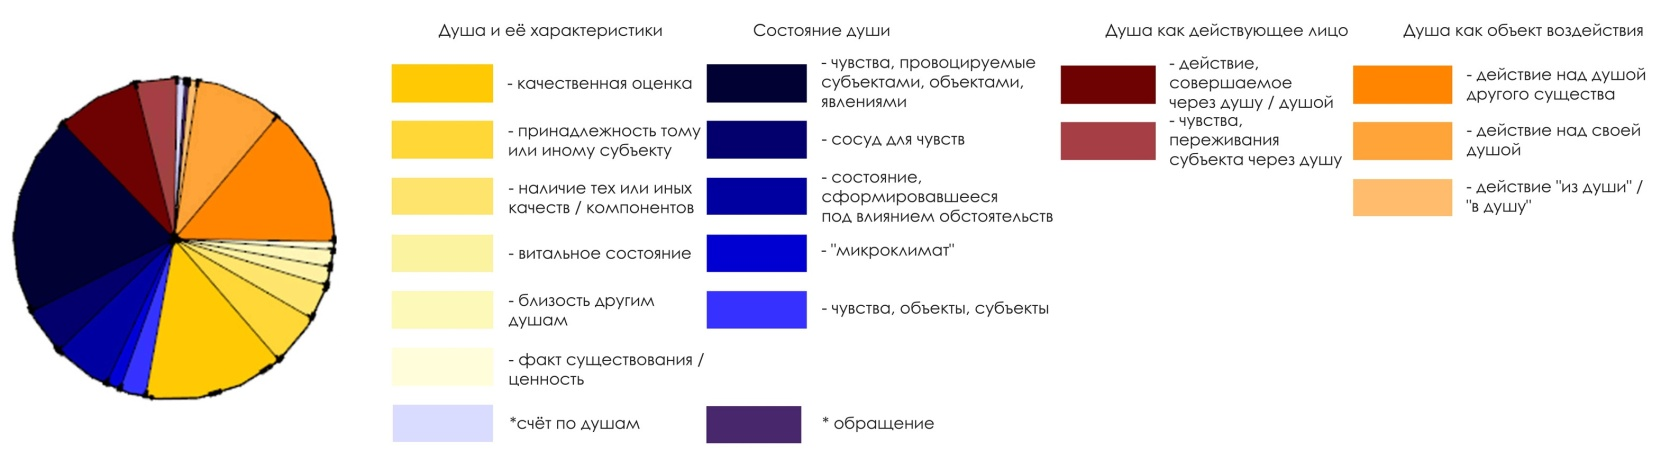 Душа и её характеристики
- качественная оценка
- принадлежность тому
или иному субъекту
- наличие тех или иных
качеств / компонентов
- витальное состояние
- близость другим
душам
- факт существования /
ценность
*счёт по душам
Состояние души
- чувства, провоцируемые
субъектами, объектами,
явлениями
- сосуд для чувств
- состояние,
сформировавшееся
под влиянием обстоятельств
- "микроклимат"
- чувства, объекты, субъекты
* обращение
Душа как действующее лицо
- действие,
совершаемое
через душу / душой
- чувства,
переживания
субъекта через душу
Душа как объект воздействия
- действие над душой
другого существа
- действие над своей
душой
- действие "из души" /
"в душу"